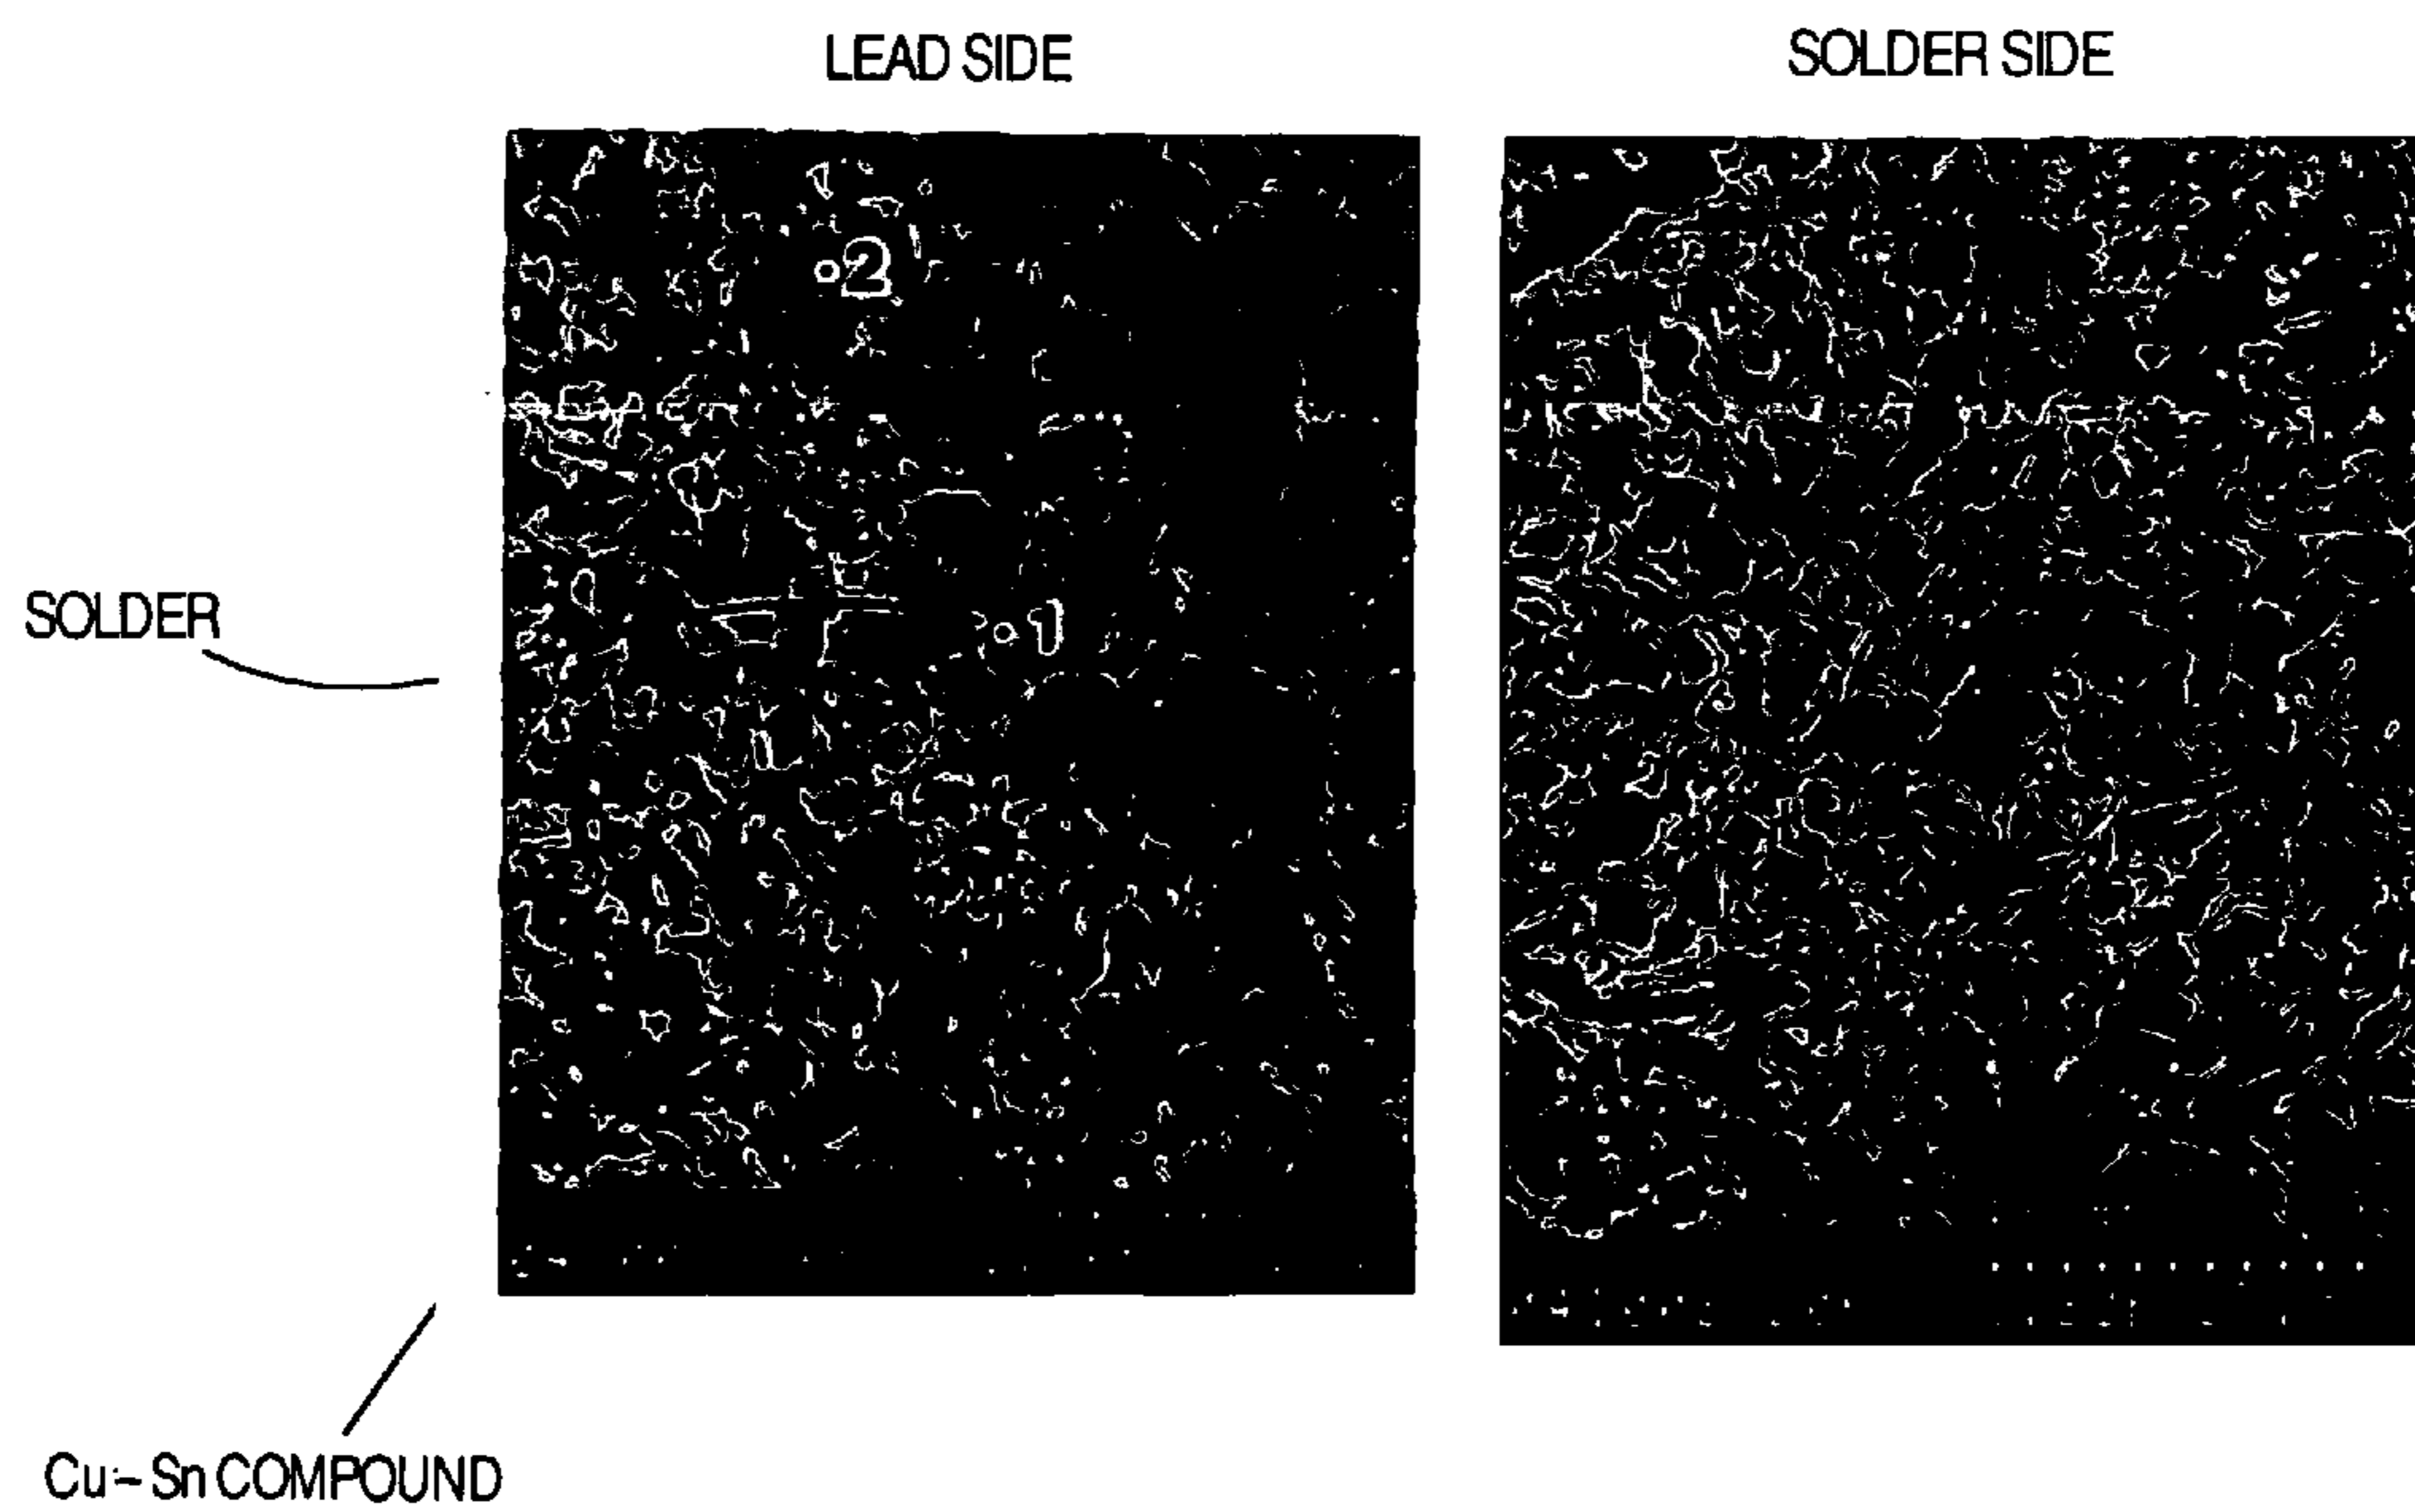 LEAD SIDE
SOLDER SIDE
2
1
SOLDER
Cu-Sn COMPOUND